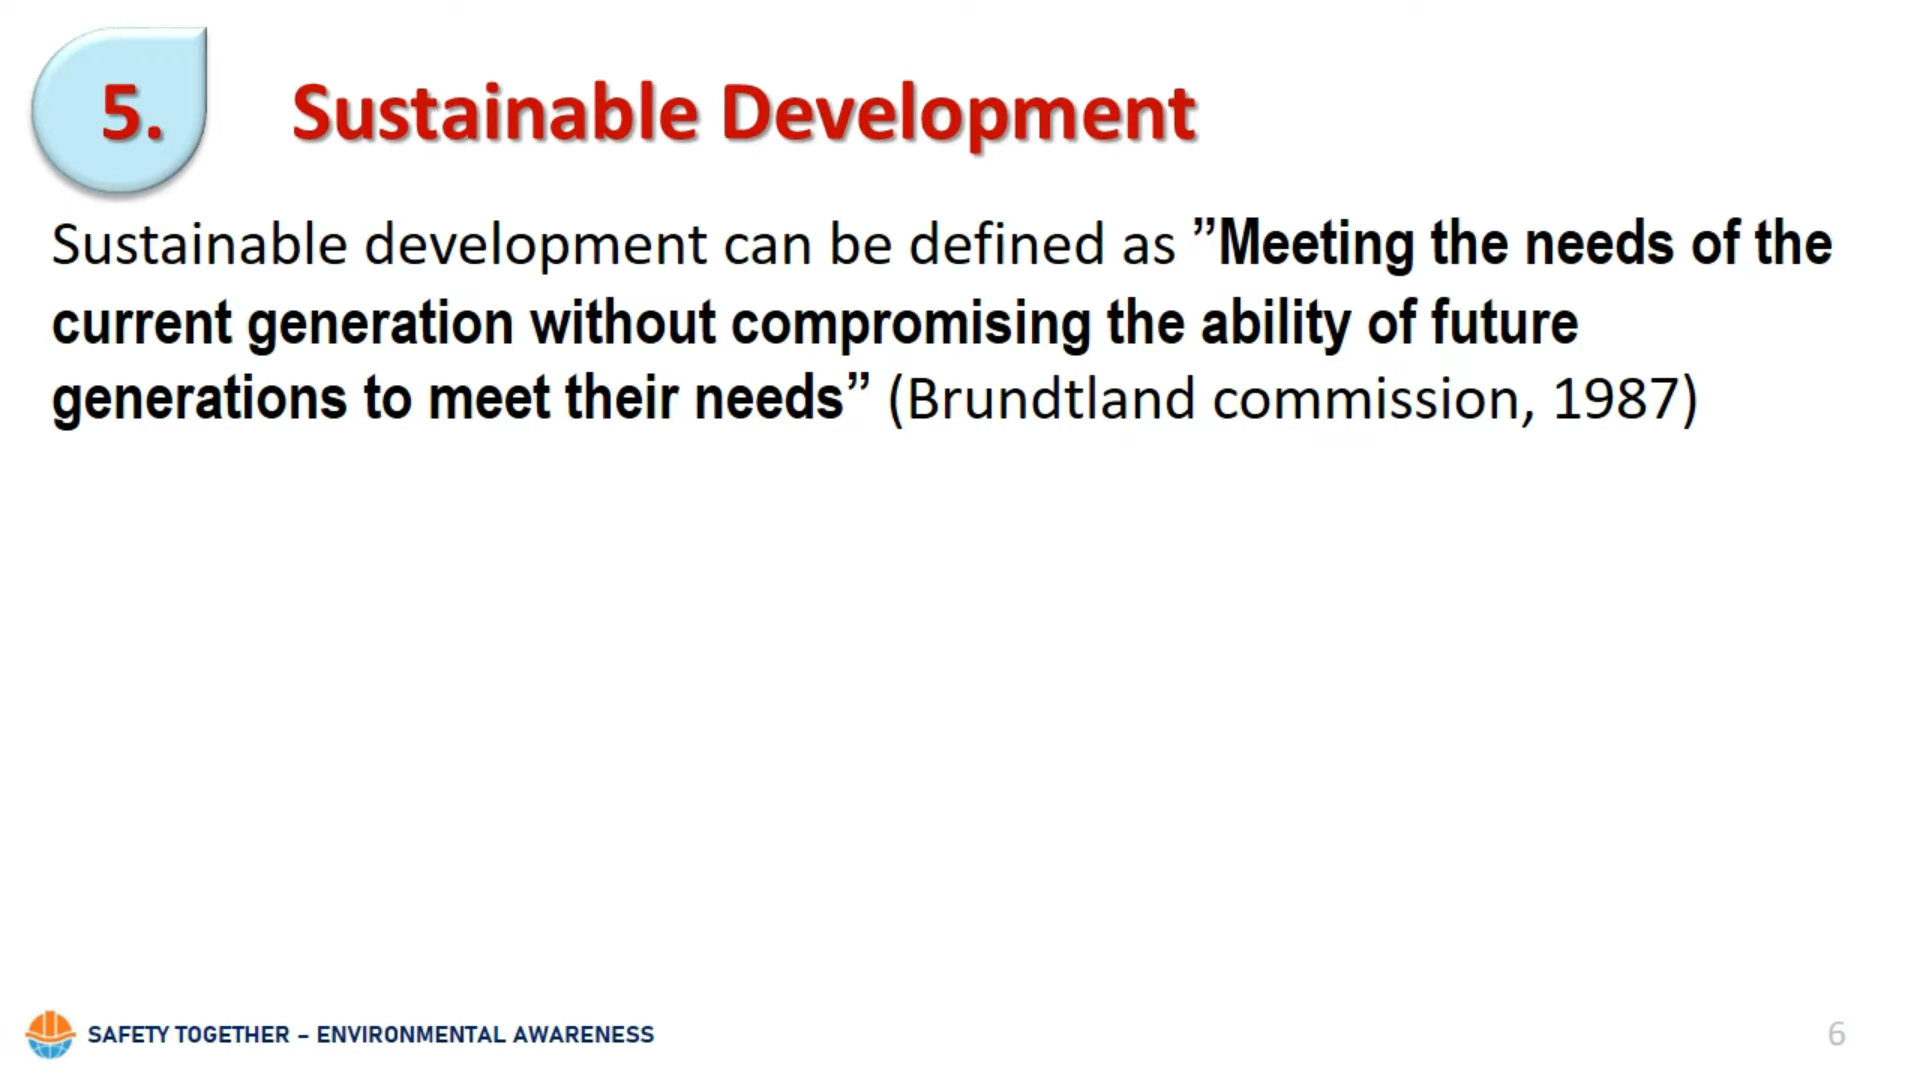 5. Sustainable Development
Sustainable development can be defined as ”Meeting the needs of the
current generation without compromising the ability of future
generations to meet their needs” (Brundtland commission, 1987)
SAFETY TOGETHER – ENVIRONMENTAL AWARENESS
6